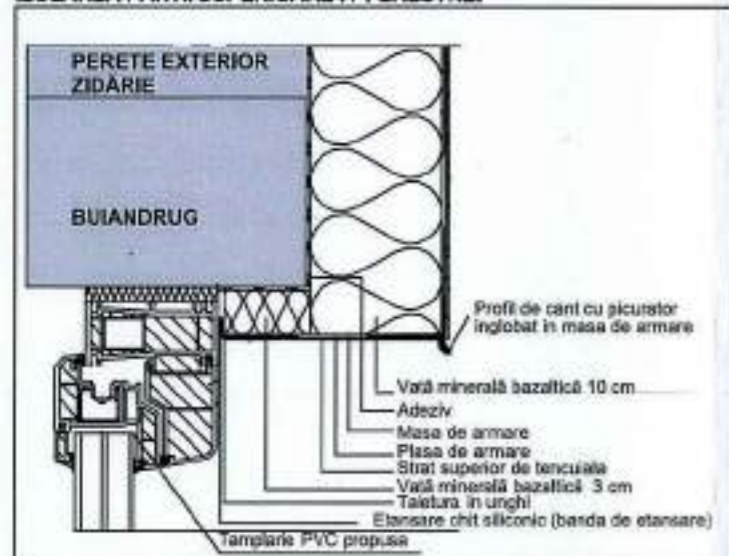 PERETE EXTERIOR
ZIDĂRIE
BUIANDRUG
Profil de cant cu picurator
inglobat in masa de armare
Vată minerală bazaltică 10 cm
Adeziv
Masa de armare
Plasa de armare
Strat superior de tencuiala
Vată minerală bazaltică 3 cm
Taietura in unghi
Etansare chit siliconic (banda de etansare)
Tamplarie PVC propusa